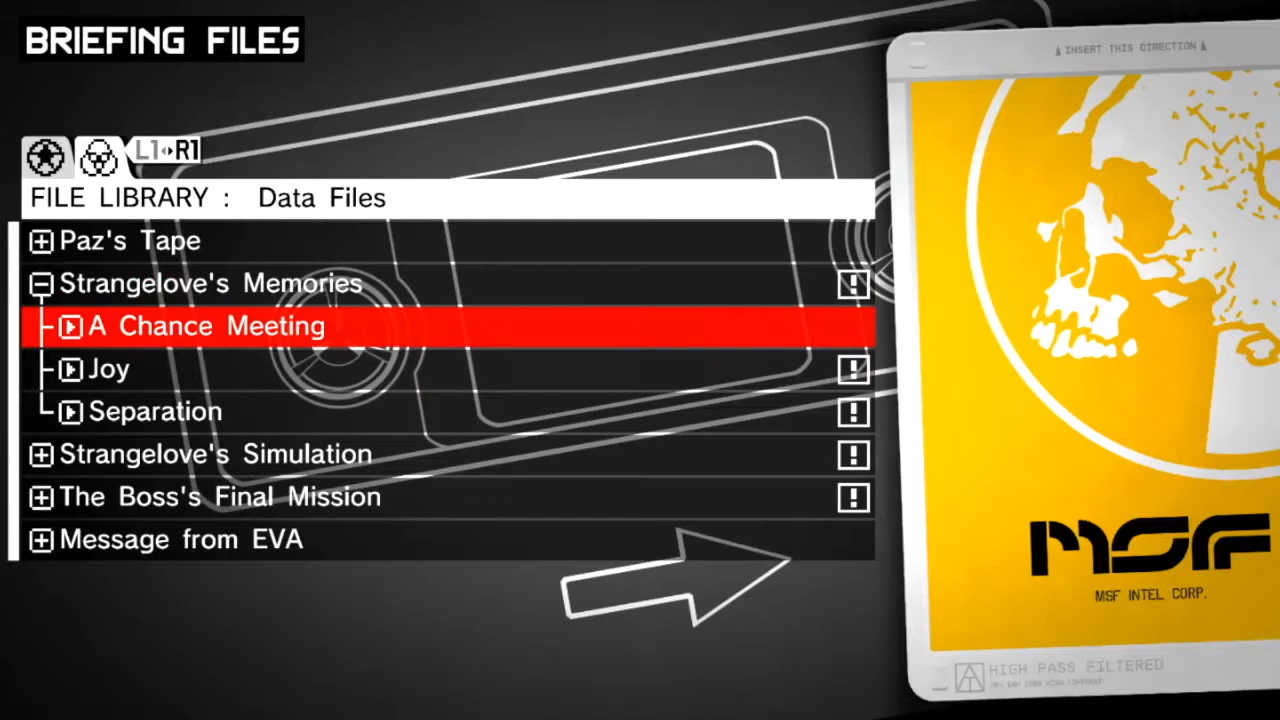 BRIEFING FILES
INSERT THIS DIRECTION
L1 R1
FILE LIBRARY : Data Files
Paz's Tape
Strangelove's Memories
A Chance Meeting
Joy
Separation
Strangelove's Simulation
The Boss's Final Mission
Message from EVA
MSF
MSF INTEL CORP.
HIGH PASS FILTERED